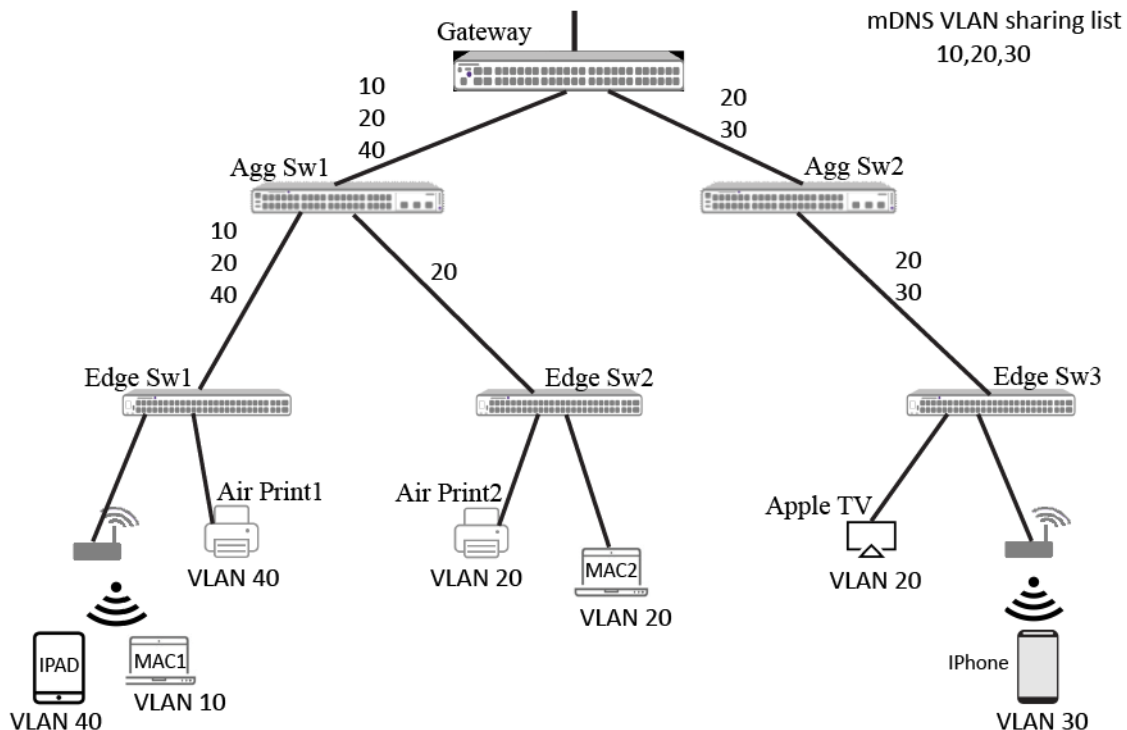 mDNS VLAN sharing list
10,20,30
Gateway
10
20
40
20
30
Agg Sw1
Agg Sw2
10
20
40
20
20
30
Edge Sw1
Edge Sw2
Edge Sw3
Air Print1
VLAN 40
Air Print2
VLAN 20
MAC2
VLAN 20
Apple TV
VLAN 20
IPAD
VLAN 40
MAC1
VLAN 10
IPhone
VLAN 30